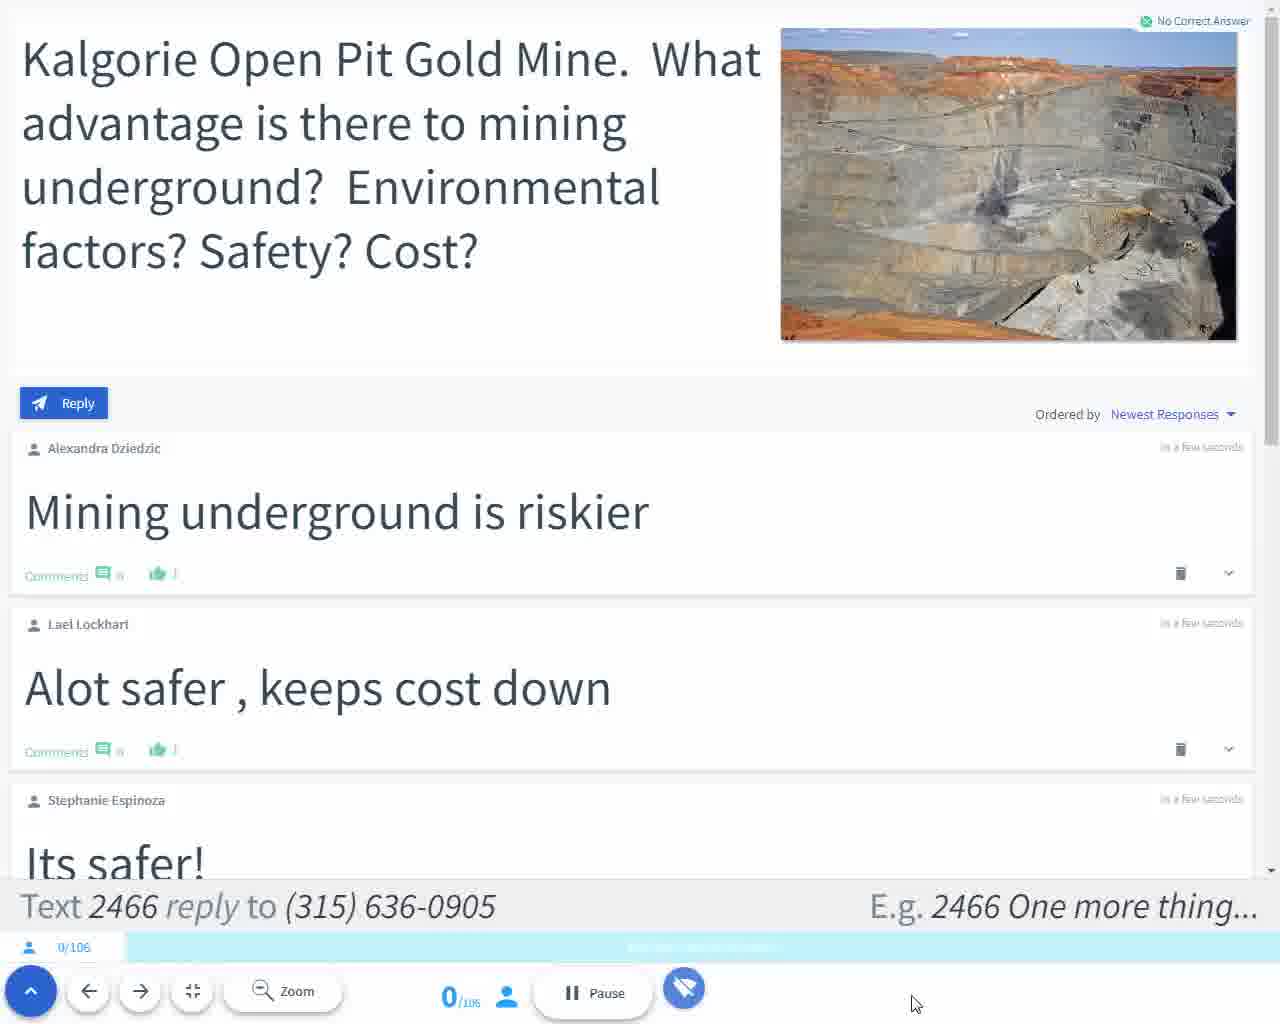 No Correct Answer
Kalgorie Open Pit Gold Mine. What
advantage is there to mining
underground? Environmental
factors? Safety? Cost?
Reply
Ordered by Newest Responses
Alexandra Dziedzic
in a few seconds
Mining underground is riskier
Comments 0
Lael Lockhart
in a few seconds
Alot safer , keeps cost down
Comments 0
Stephanie Espinoza
in a few seconds
Its safer!
Text 2466 reply to (315) 636-0905
E.g. 2466 One more thing...
0/106
Zoom
0/106
Pause